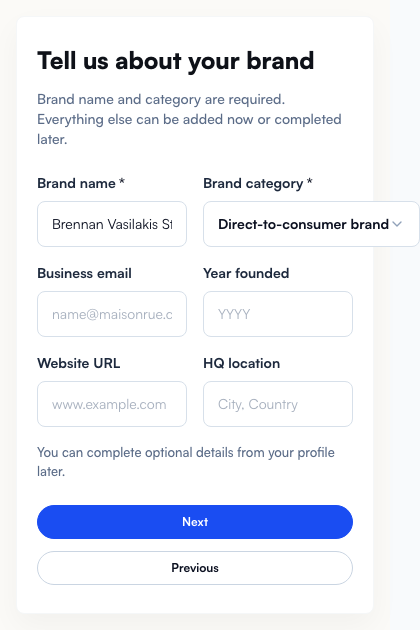 Tell us about your brand
Brand name and category are required.
Everything else can be added now or completed
later.
Brand name *
Brand category *
Brennan Vasilakis St
Direct-to-consumer brand
Business email
Year founded
name@maisonrue.c
YYYY
Website URL
HQ location
www.example.com
City, Country
You can complete optional details from your profile
later.
Next
Previous